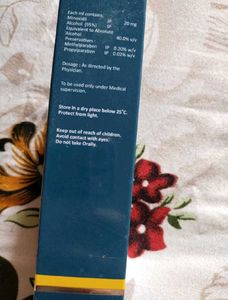 Each ml contains:
Minoxidil IP 20 mg
Alcohol (95%) IP
Equivalent to Absolute
Alcohol 60.0% v/v
Preservatives :
Methylparaben IP 0.20% w/v
Propylparaben IP 0.02% w/v
Dosage : As directed by the
Physician.
To be used only under Medical
supervision.
Store in a dry place below 25°C.
Protect from light.
Keep out of reach of children.
Avoid contact with eyes.
Do not take Orally.